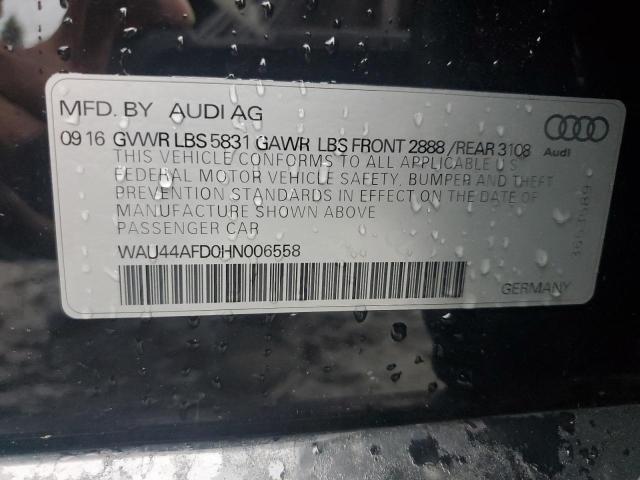 MFD. BY AUDI AG
09 16 GVWR LBS 5831 GAWR LBS FRONT 2888 / REAR 3108
Audi
THIS VEHICLE CONFORMS TO ALL APPLICABLE U.S.
FEDERAL MOTOR VEHICLE SAFETY, BUMPER AND THEFT
PREVENTION STANDARDS IN EFFECT ON THE DATE OF
MANUFACTURE SHOWN ABOVE
PASSENGER CAR
WAU44AFD0HN006558
GERMANY